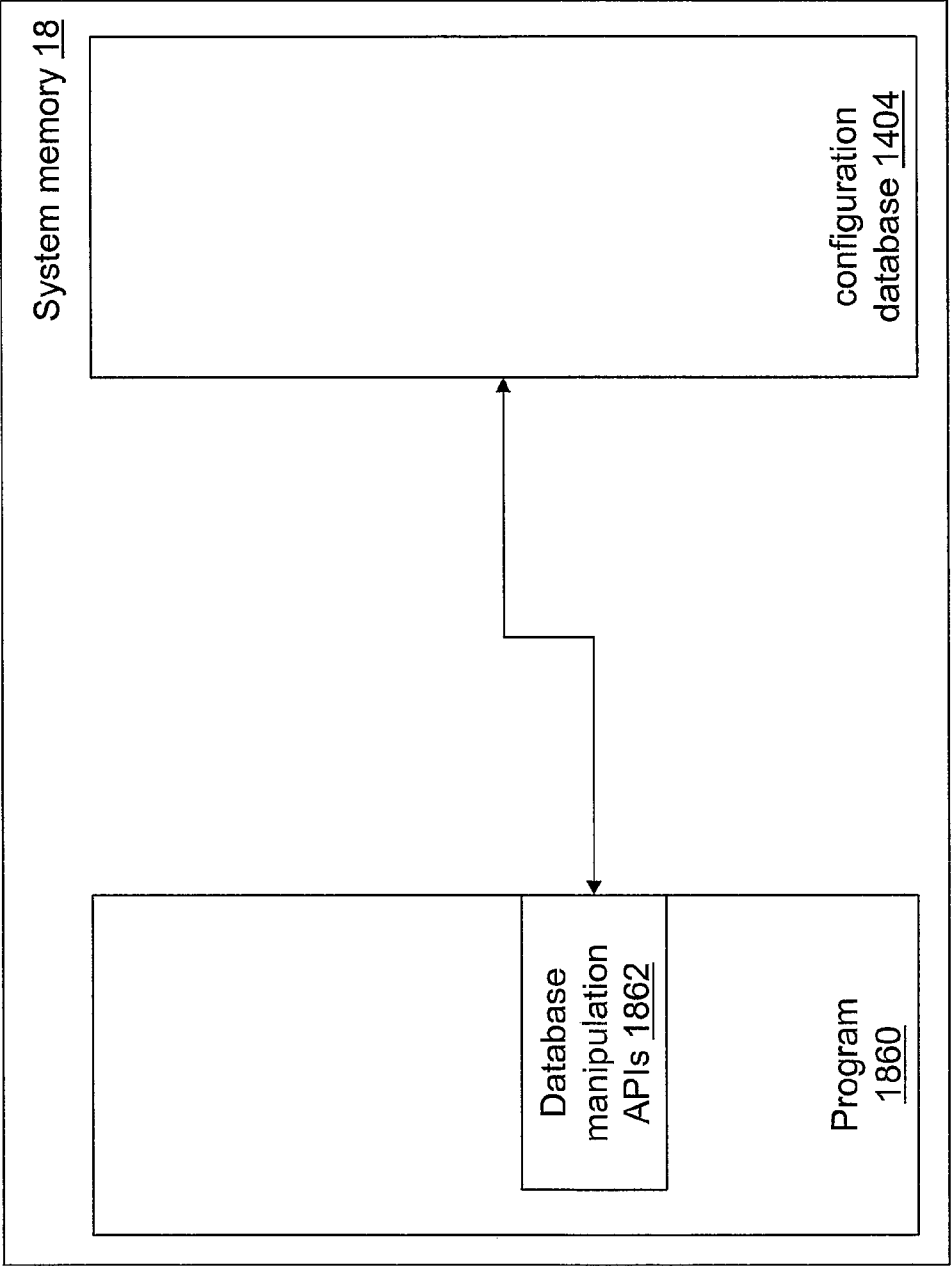 System memory 18
Database
manipulation
APIs 1862
Program
1860
configuration
database 1404